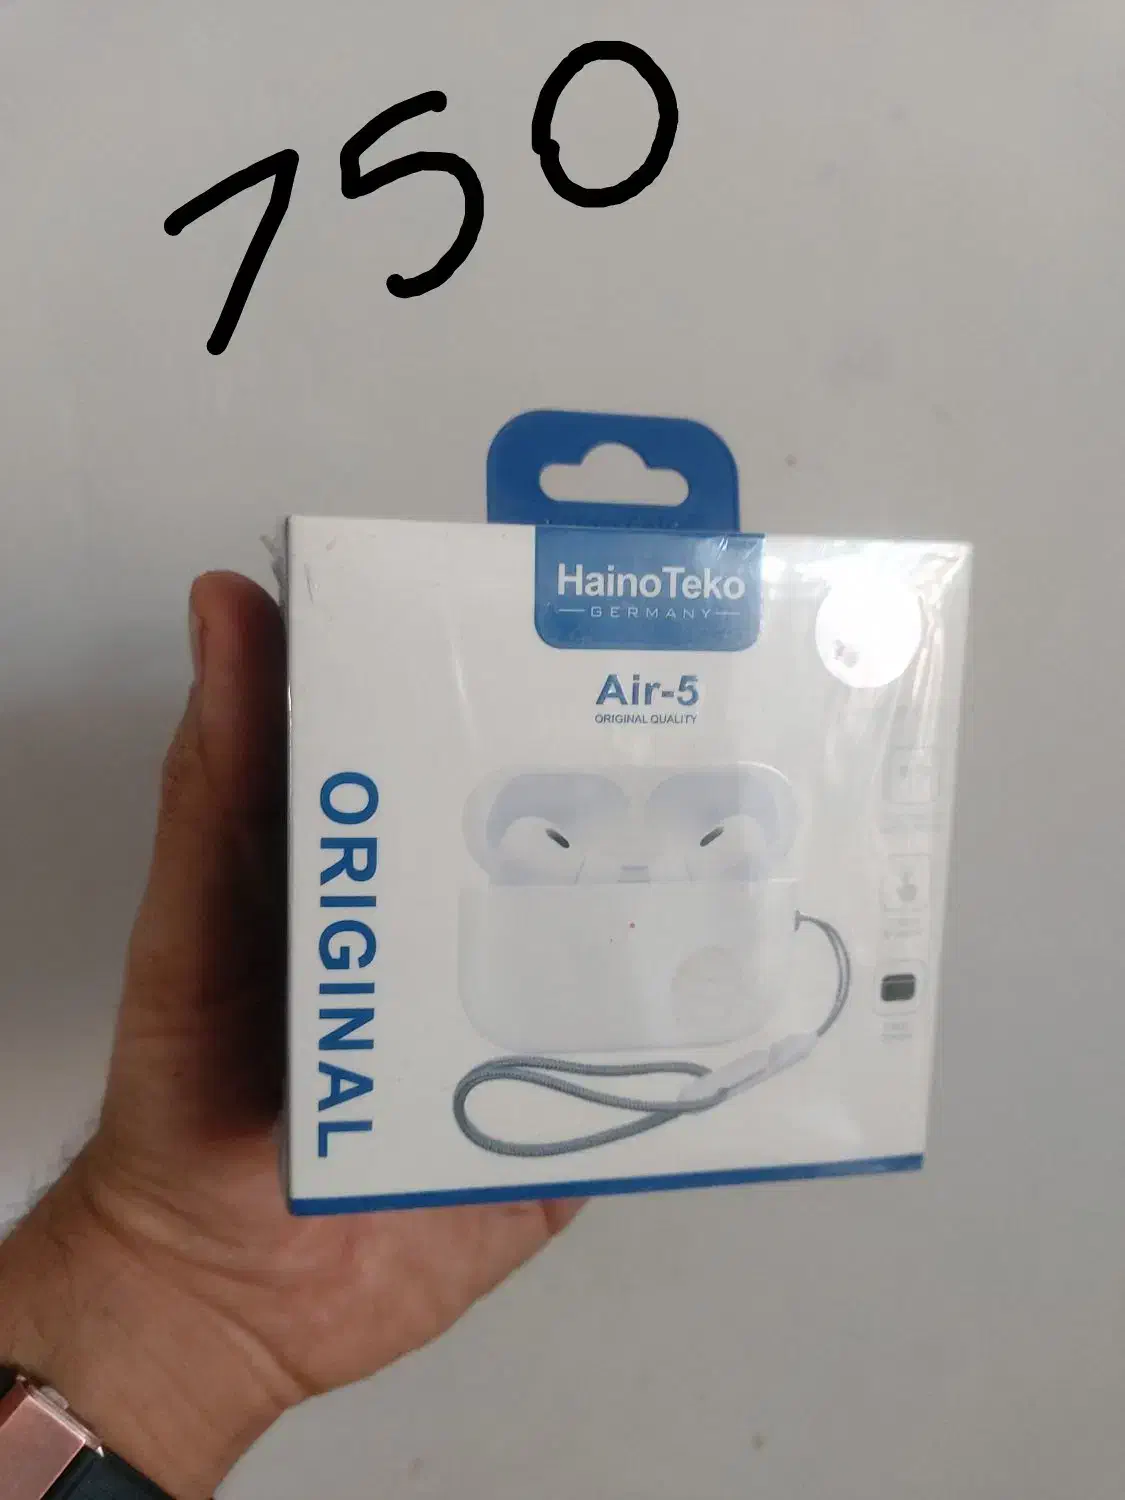 750
HainoTeko
GERMANY
Air-5
ORIGINAL QUALITY
ORIGINAL